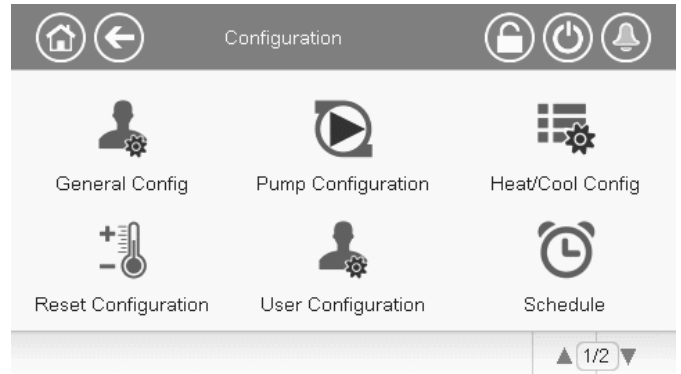 Configuration
General Config
Pump Configuration
Heat/Cool Config
Reset Configuration
User Configuration
Schedule
1/2